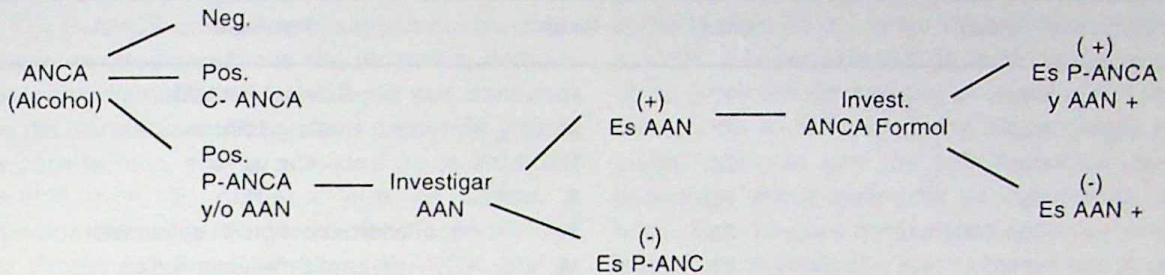 Neg.
ANCA
(Alcohol)
Pos.
C- ANCA
Pos.
P-ANCA
y/o AAN
Investigar
AAN
(+)
Es AAN
(-)
Es P-ANC
Invest.
ANCA Formol
(+)
Es P-ANCA
y AAN +
(-)
Es AAN +